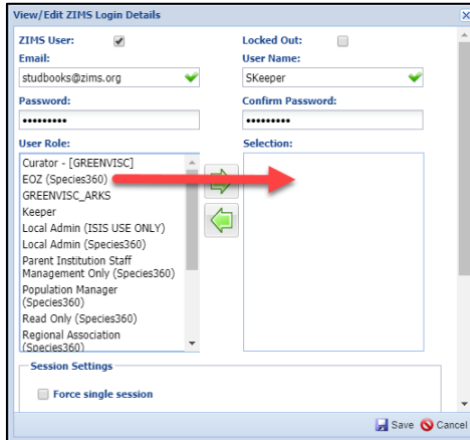 View/Edit ZIMS Login Details
ZIMS User:
Locked Out:
Email:
User Name:
studbooks@zims.org
SKeeper
Password:
Confirm Password:
•••••••••
•••••••••
User Role:
Selection:
Curator - [GREENVISC]
EOZ (Species360)
GREENVISC_ARKS
Keeper
Local Admin (ISIS USE ONLY)
Local Admin (Species360)
Parent Institution Staff
Management Only (Species360)
Population Manager
(Species360)
Read Only (Species360)
Regional Association
(Species360)
Session Settings
Force single session
Save
Cancel